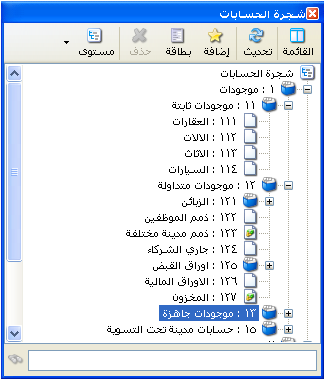 شجرة الحسابات
القائمة تحديث إضافة بطاقة حذف مستوى
شجرة الحسابات
١ : موجودات
١١ : موجودات ثابتة
١١١ : العقارات
١١٢ : الالات
١١٣ : الاثاث
١١٤ : السيارات
١٢ : موجودات متداولة
١٢١ : الزبائن
١٢٢ : ذمم الموظفين
١٢٣ : ذمم مدينة مختلفة
١٢٤ : جاري الشركاء
١٢٥ : اوراق القبض
١٢٦ : الاوراق المالية
١٢٧ : المخزون
١٣ : موجودات جاهزة
١٥ : حسابات مدينة تحت التسوية